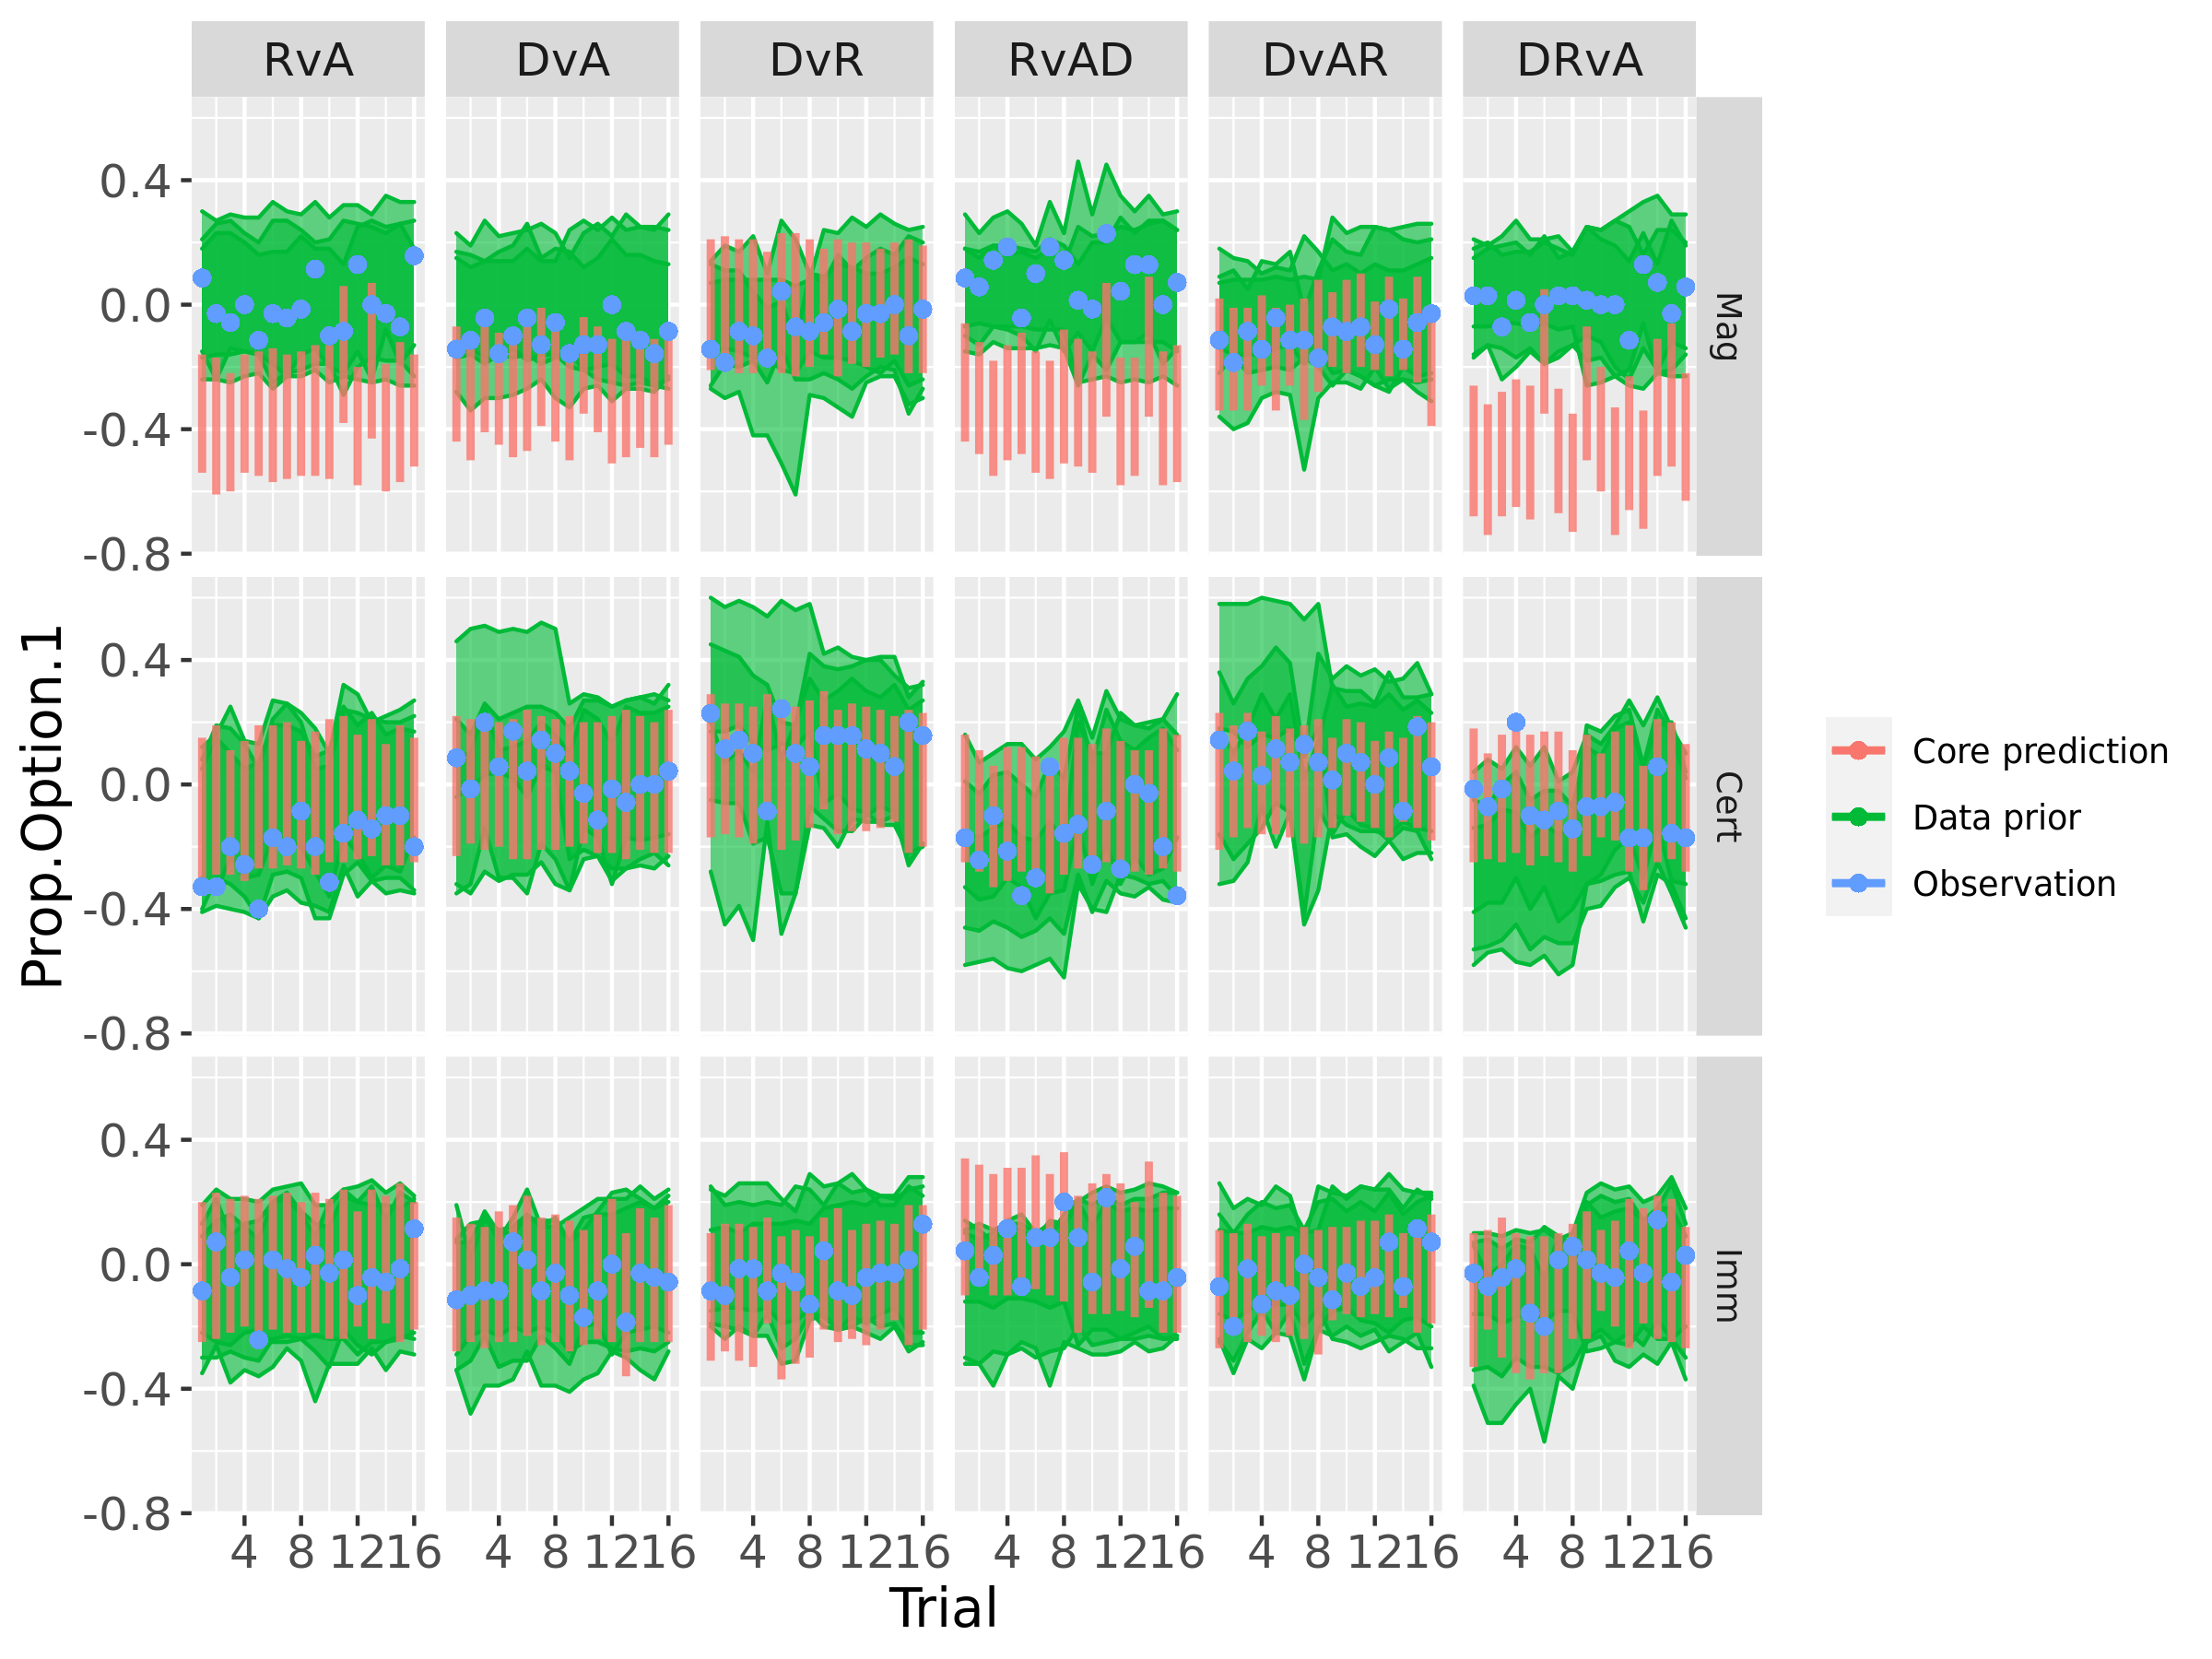 RvA DvA DvR RvAD DvAR DRvA
0.4
0.0
-0.4
-0.8
Mag
0.4
0.0
-0.4
-0.8
Cert
0.4
0.0
-0.4
-0.8
Imm
Prop.Option.1
4 8 12 16 4 8 12 16 4 8 12 16 4 8 12 16 4 8 12 16 4 8 12 16
Trial
Core prediction
Data prior
Observation